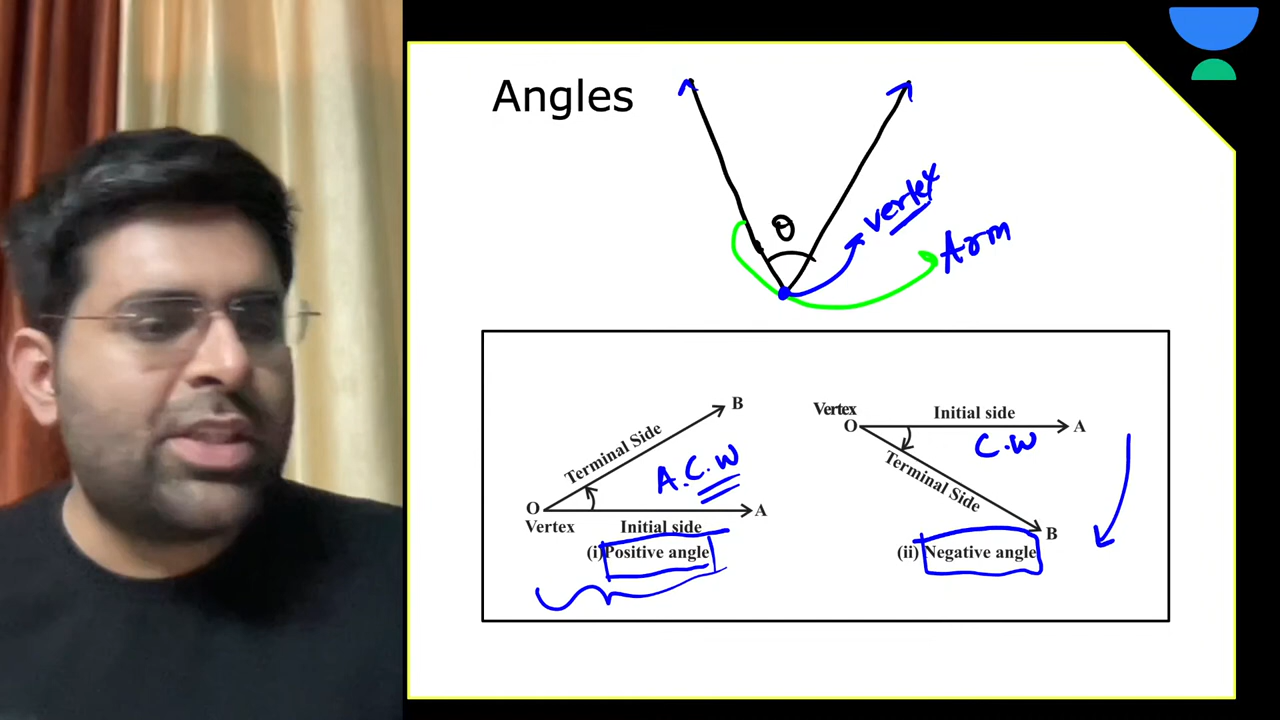 Angles
θ
vertex
Arm
B
Terminal Side
A.C.W
O
A
Vertex
Initial side
(i) Positive angle
Vertex
Initial side
O
A
C.W
Terminal Side
B
(ii) Negative angle